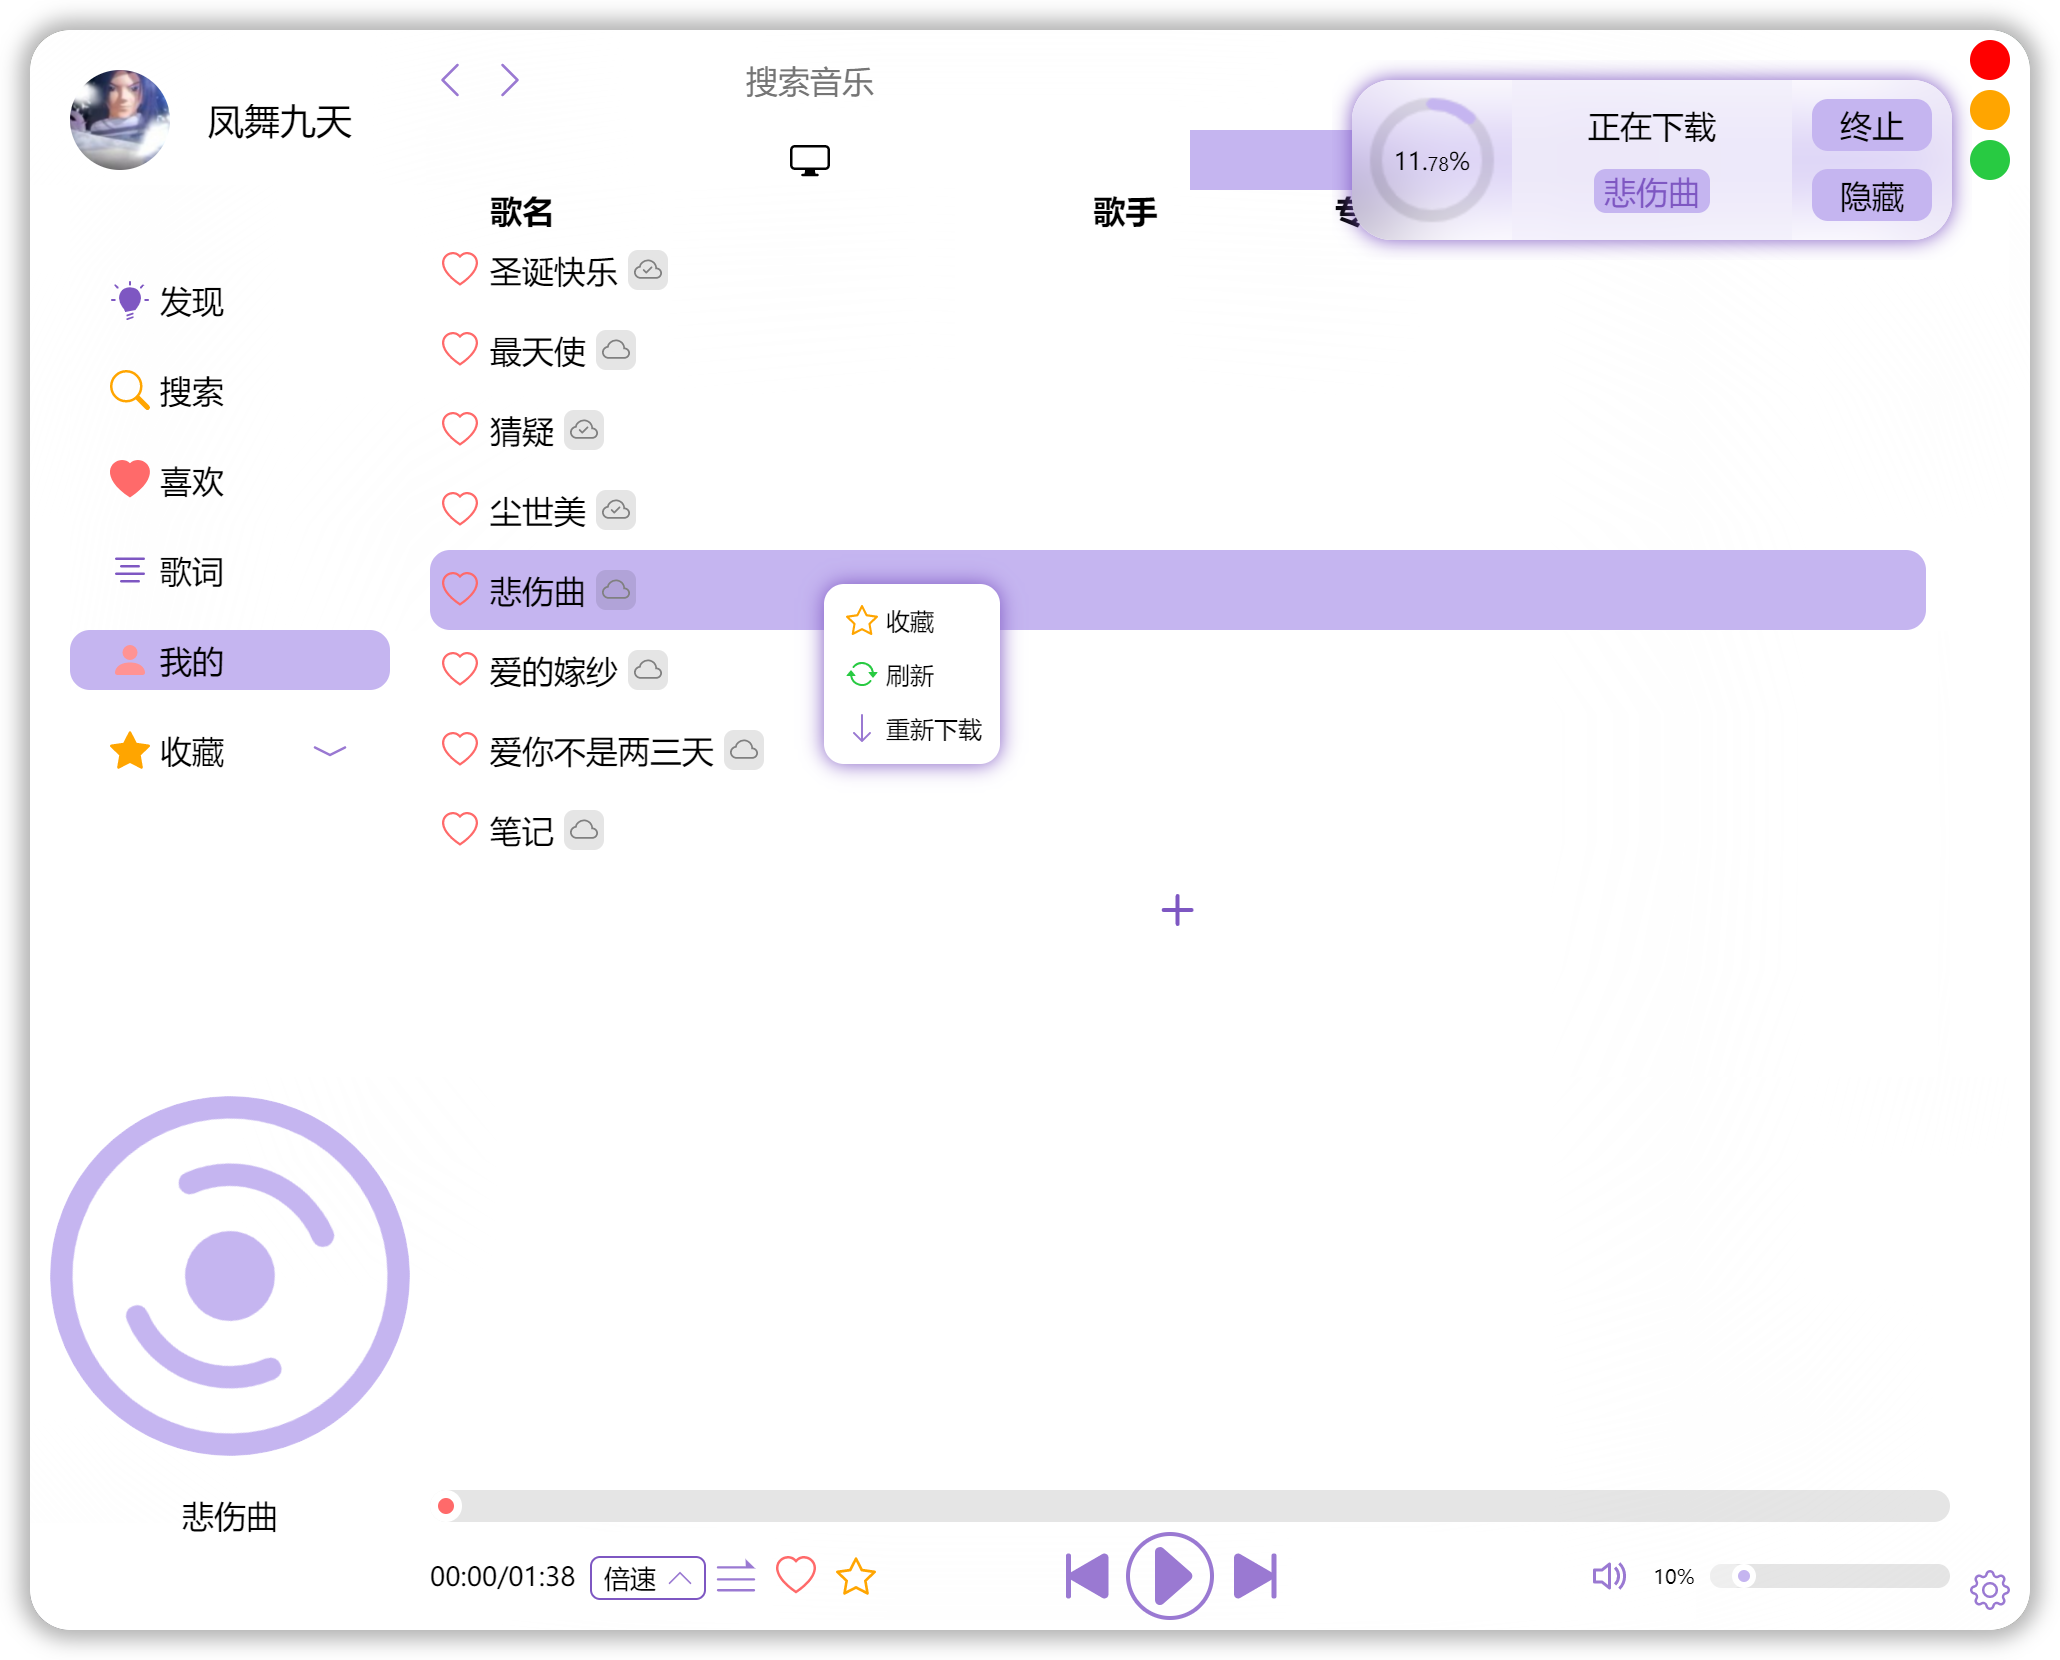 凤舞九天
搜索音乐
发现
搜索
喜欢
歌词
我的
收藏
歌名 歌手
圣诞快乐
最天使
猜疑
尘世美
悲伤曲
爱的嫁纱
爱你不是两三天
笔记
收藏
刷新
重新下载
11.78%
正在下载
悲伤曲
终止
隐藏
悲伤曲
00:00/01:38 倍速
10%